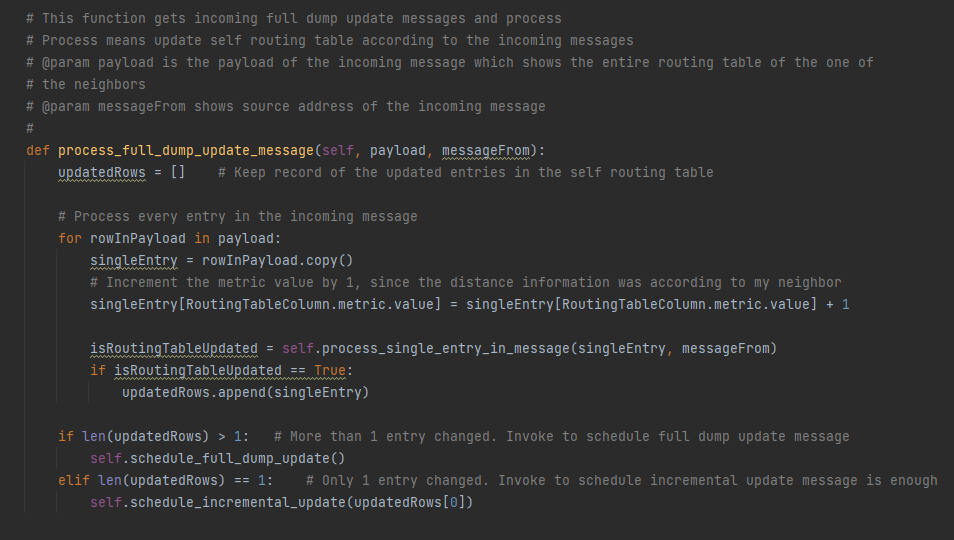 # This function gets incoming full dump update messages and process
# Process means update self routing table according to the incoming messages
# @param payload is the payload of the incoming message which shows the entire routing table of the one of
# the neighbors
# @param messageFrom shows source address of the incoming message
#
def process_full_dump_update_message(self, payload, messageFrom):
    updatedRows = []    # Keep record of the updated entries in the self routing table

    # Process every entry in the incoming message
    for rowInPayload in payload:
        singleEntry = rowInPayload.copy()
        # Increment the metric value by 1, since the distance information was according to my neighbor
        singleEntry[RoutingTableColumn.metric.value] = singleEntry[RoutingTableColumn.metric.value] + 1

        isRoutingTableUpdated = self.process_single_entry_in_message(singleEntry, messageFrom)
        if isRoutingTableUpdated == True:
            updatedRows.append(singleEntry)

    if len(updatedRows) > 1:   # More than 1 entry changed. Invoke to schedule full dump update message
        self.schedule_full_dump_update()
    elif len(updatedRows) == 1:    # Only 1 entry changed. Invoke to schedule incremental update message is enough
        self.schedule_incremental_update(updatedRows[0])